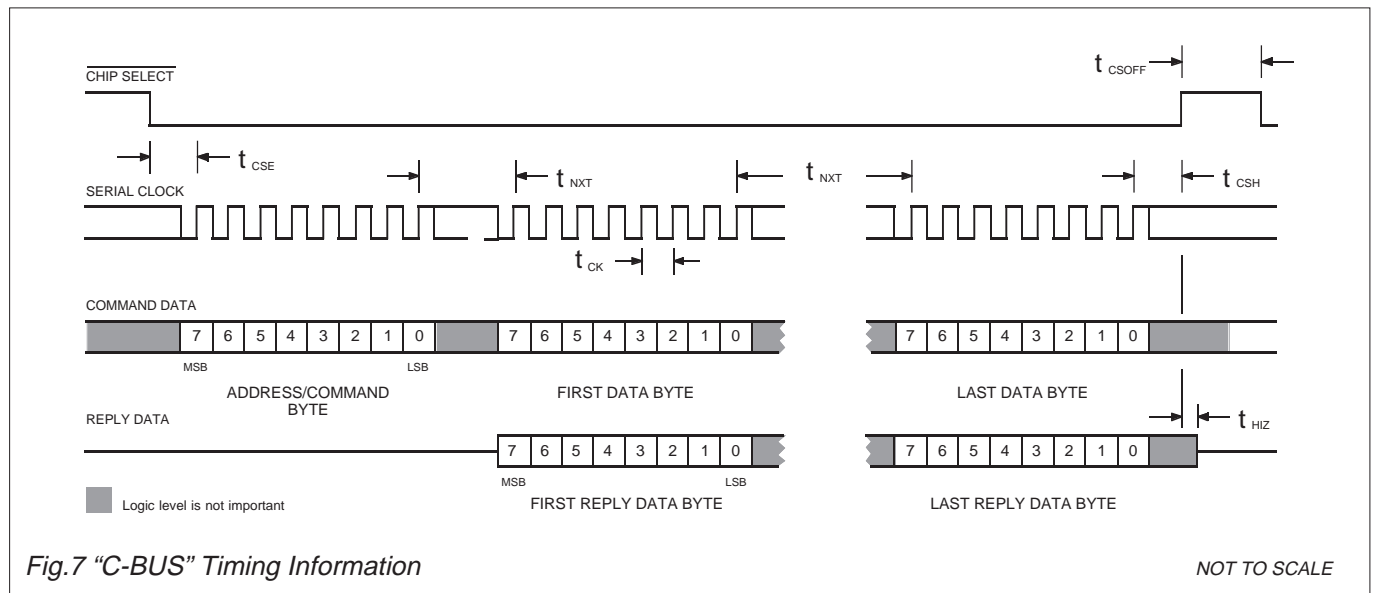 CHIP SELECT
t CSOFF
t CSE
t NXT
t NXT
t CSH
SERIAL CLOCK
t CK
COMMAND DATA
7 6 5 4 3 2 1 0 7 6 5 4 3 2 1 0 7 6 5 4 3 2 1 0
MSB LSB
ADDRESS/COMMAND
BYTE
FIRST DATA BYTE
LAST DATA BYTE
REPLY DATA
t HIZ
7 6 5 4 3 2 1 0 7 6 5 4 3 2 1 0
MSB LSB
Logic level is not important
FIRST REPLY DATA BYTE
LAST REPLY DATA BYTE
Fig.7 “C-BUS” Timing Information
NOT TO SCALE